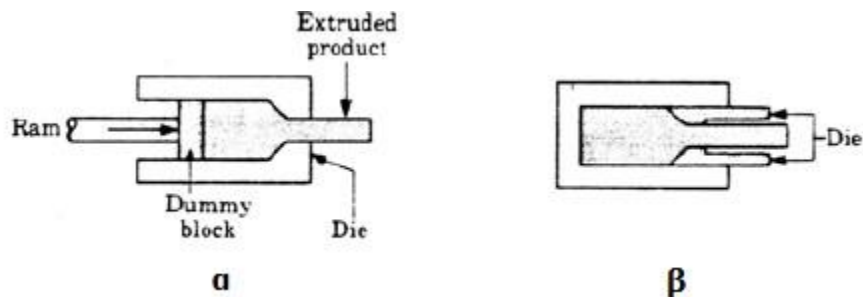 Extruded
product
Ram
Dummy
block
Die
Die
α
β